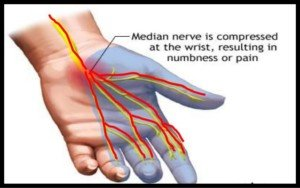 Median nerve is compressed
at the wrist, resulting in
numbness or pain